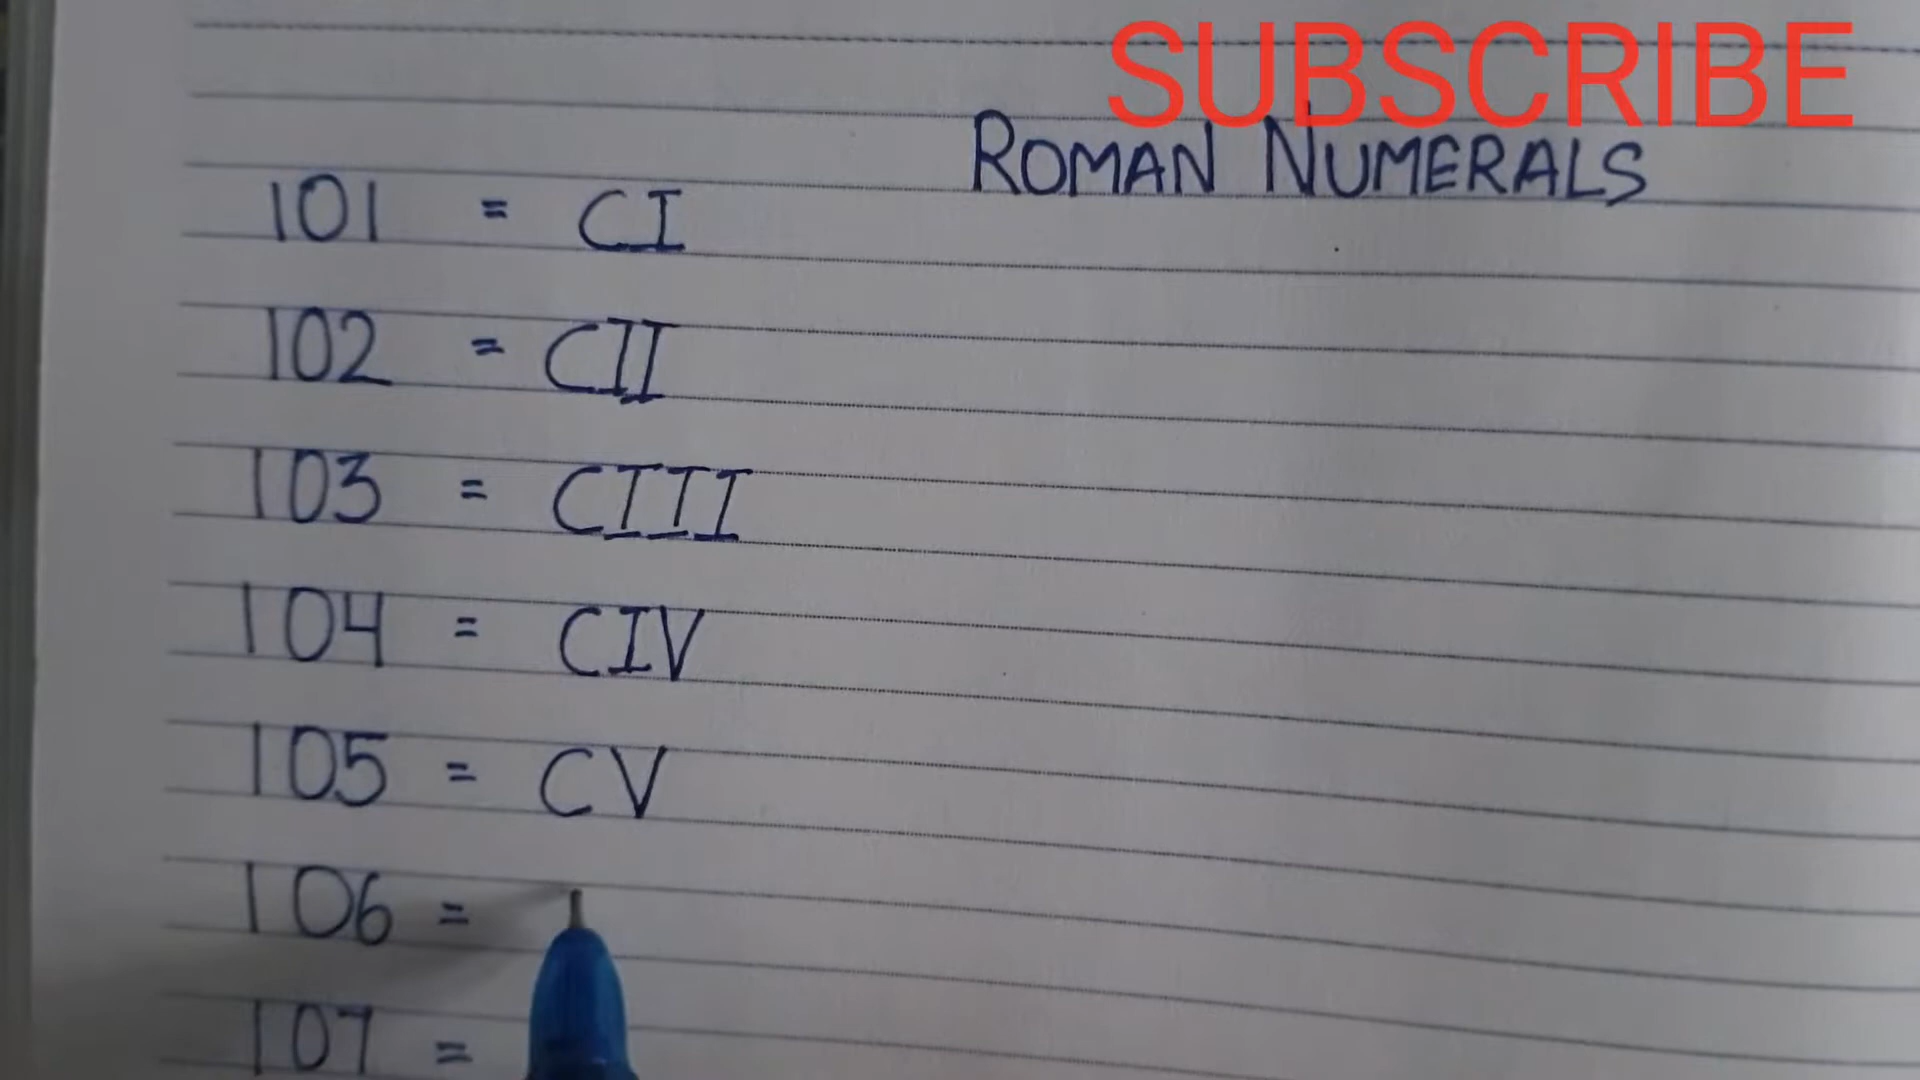 SUBSCRIBE
ROMAN NUMERALS
101 = CI
102 = CII
103 = CIII
104 = CIV
105 = CV
106 =
107 =